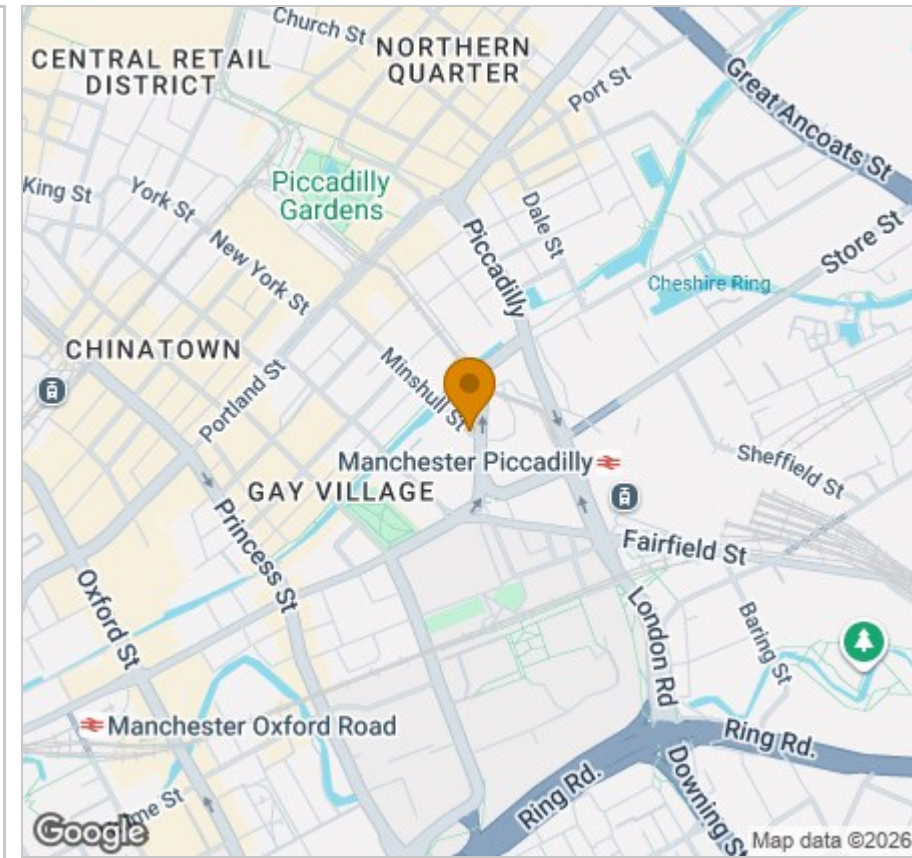 Church St
CENTRAL RETAIL
DISTRICT
NORTHERN
QUARTER
Port St
Great Ancoats St
King St
York St
Piccadilly
Gardens
Dale St
Store St
New York St
Piccadilly
Cheshire Ring
CHINATOWN
Minshull St
Portland St
Manchester Piccadilly
Sheffield St
GAY VILLAGE
Princess St
Fairfield St
Oxford St
London Rd
Baring St
Manchester Oxford Road
Ring Rd.
Ring Rd.
Downing St
Google
Map data ©2026